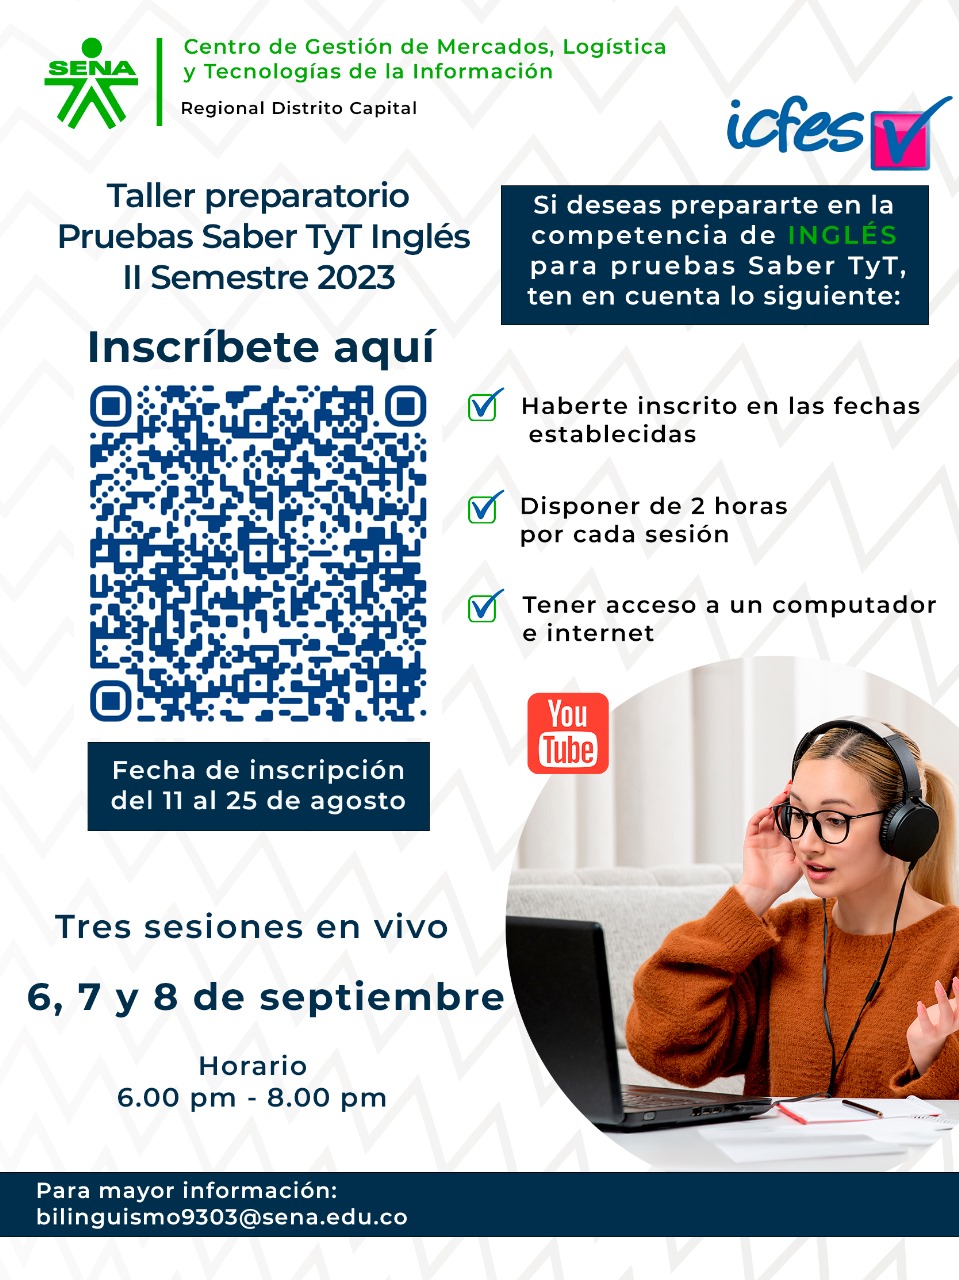 SENA
Centro de Gestión de Mercados, Logística
y Tecnologías de la Información
Regional Distrito Capital
icfes
Taller preparatorio
Pruebas Saber TyT Inglés
II Semestre 2023
Inscríbete aquí
Si deseas prepararte en la
competencia de INGLÉS
para pruebas Saber TyT,
ten en cuenta lo siguiente:
Haberte inscrito en las fechas
establecidas
Disponer de 2 horas
por cada sesión
Tener acceso a un computador
e internet
You
Tube
Fecha de inscripción
del 11 al 25 de agosto
Tres sesiones en vivo
6, 7 y 8 de septiembre
Horario
6.00 pm - 8.00 pm
Para mayor información:
bilinguismo9303@sena.edu.co